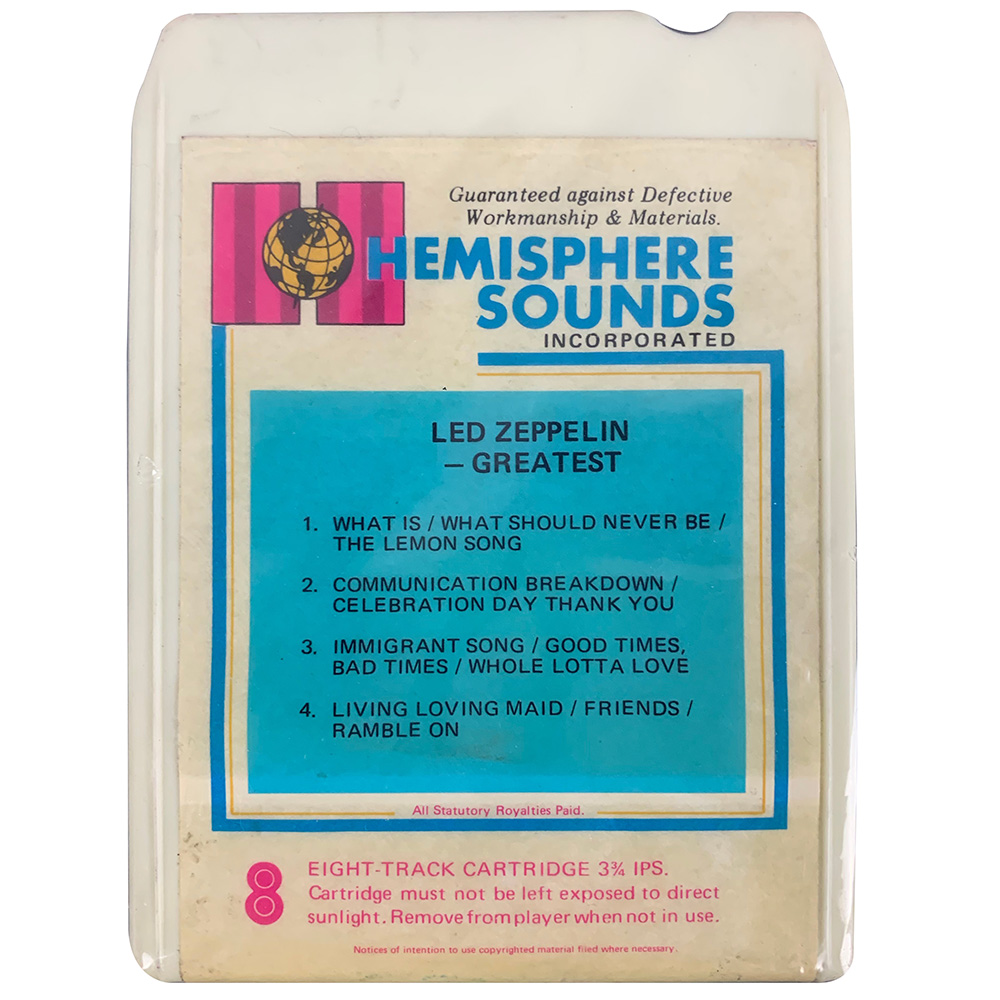 Guaranteed against Defective
Workmanship & Materials.
HEMISPHERE
SOUNDS
INCORPORATED
LED ZEPPELIN
— GREATEST
1. WHAT IS / WHAT SHOULD NEVER BE /
THE LEMON SONG
2. COMMUNICATION BREAKDOWN /
CELEBRATION DAY THANK YOU
3. IMMIGRANT SONG / GOOD TIMES,
BAD TIMES / WHOLE LOTTA LOVE
4. LIVING LOVING MAID / FRIENDS /
RAMBLE ON
All Statutory Royalties Paid.
8 EIGHT-TRACK CARTRIDGE 3¾ IPS.
Cartridge must not be left exposed to direct
sunlight. Remove from player when not in use.
Notices of intention to use copyrighted material filed where necessary.